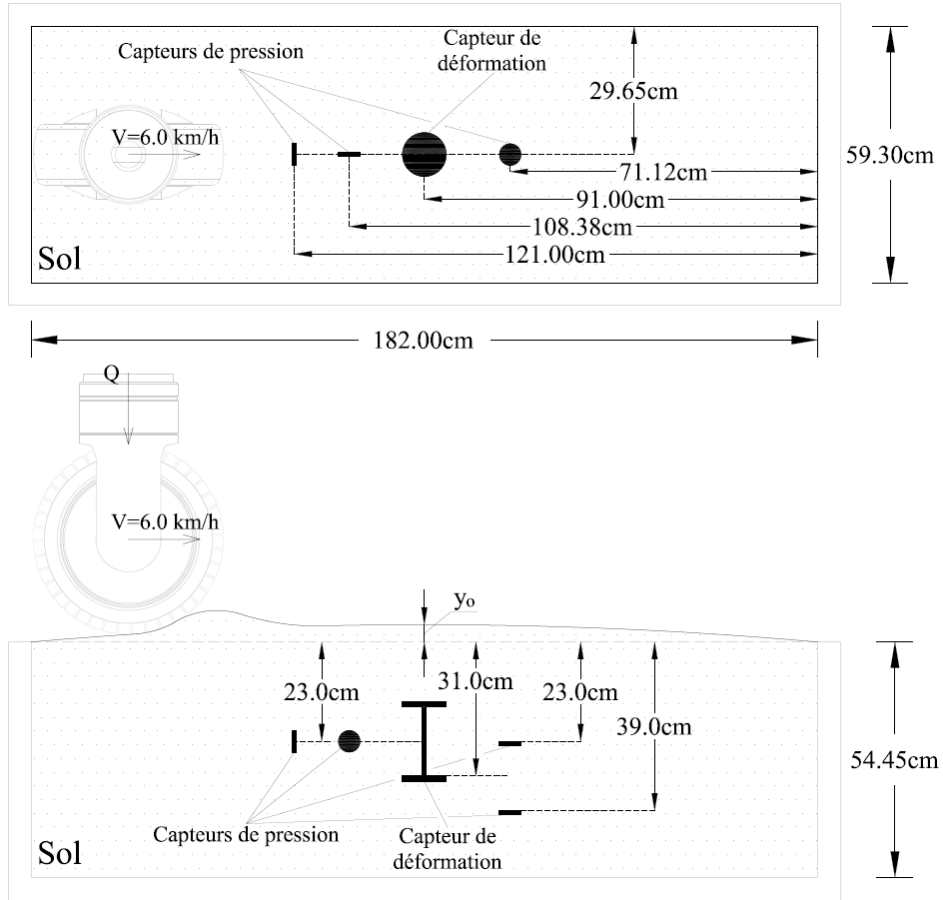 Capteurs de pression
Capteur de
déformation
29.65cm
V=6.0 km/h
59.30cm
71.12cm
91.00cm
108.38cm
121.00cm
Sol
182.00cm
Q
V=6.0 km/h
yo
23.0cm
31.0cm
23.0cm
39.0cm
54.45cm
Capteurs de pression
Capteur de
déformation
Sol